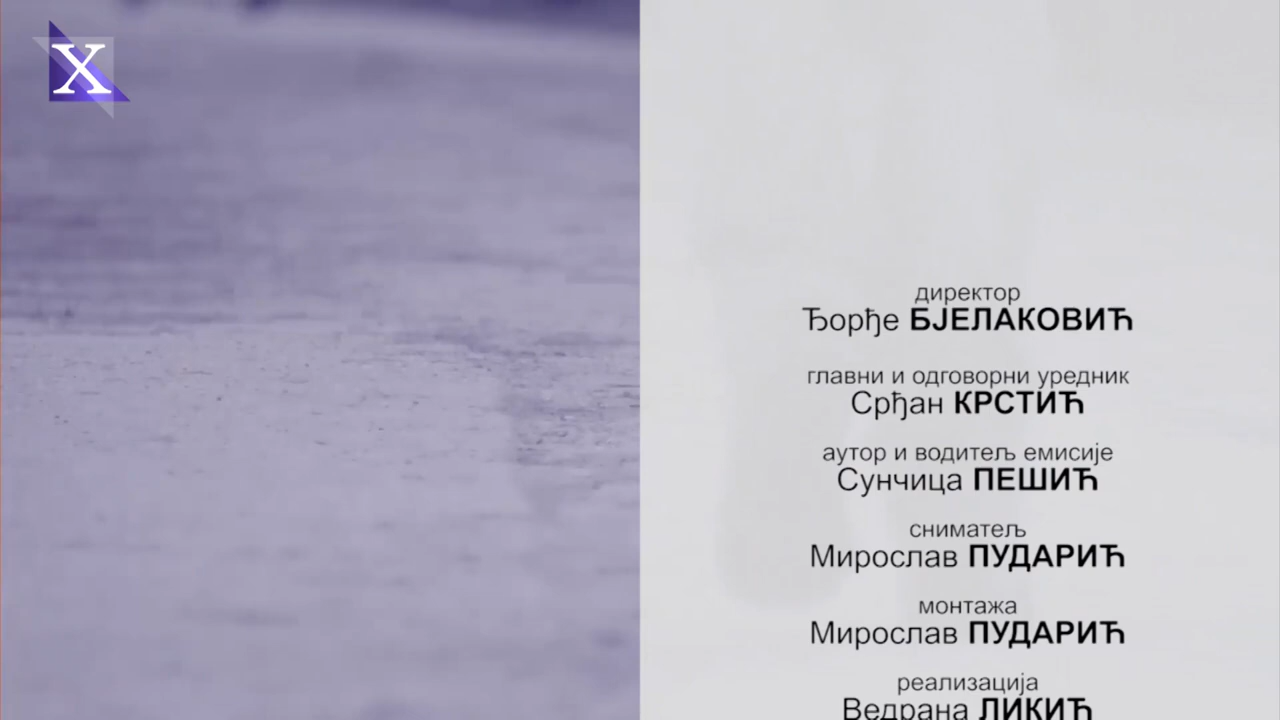 X
директор
Ђорђе БЈЕЛАКОВИЋ
главни и одговорни уредник
Срђан КРСТИЋ
аутор и водитељ емисије
Сунчица ПЕШИЋ
сниматељ
Мирослав ПУДАРИЋ
монтажа
Мирослав ПУДАРИЋ
реализација
Ведрана ЛИКИЋ